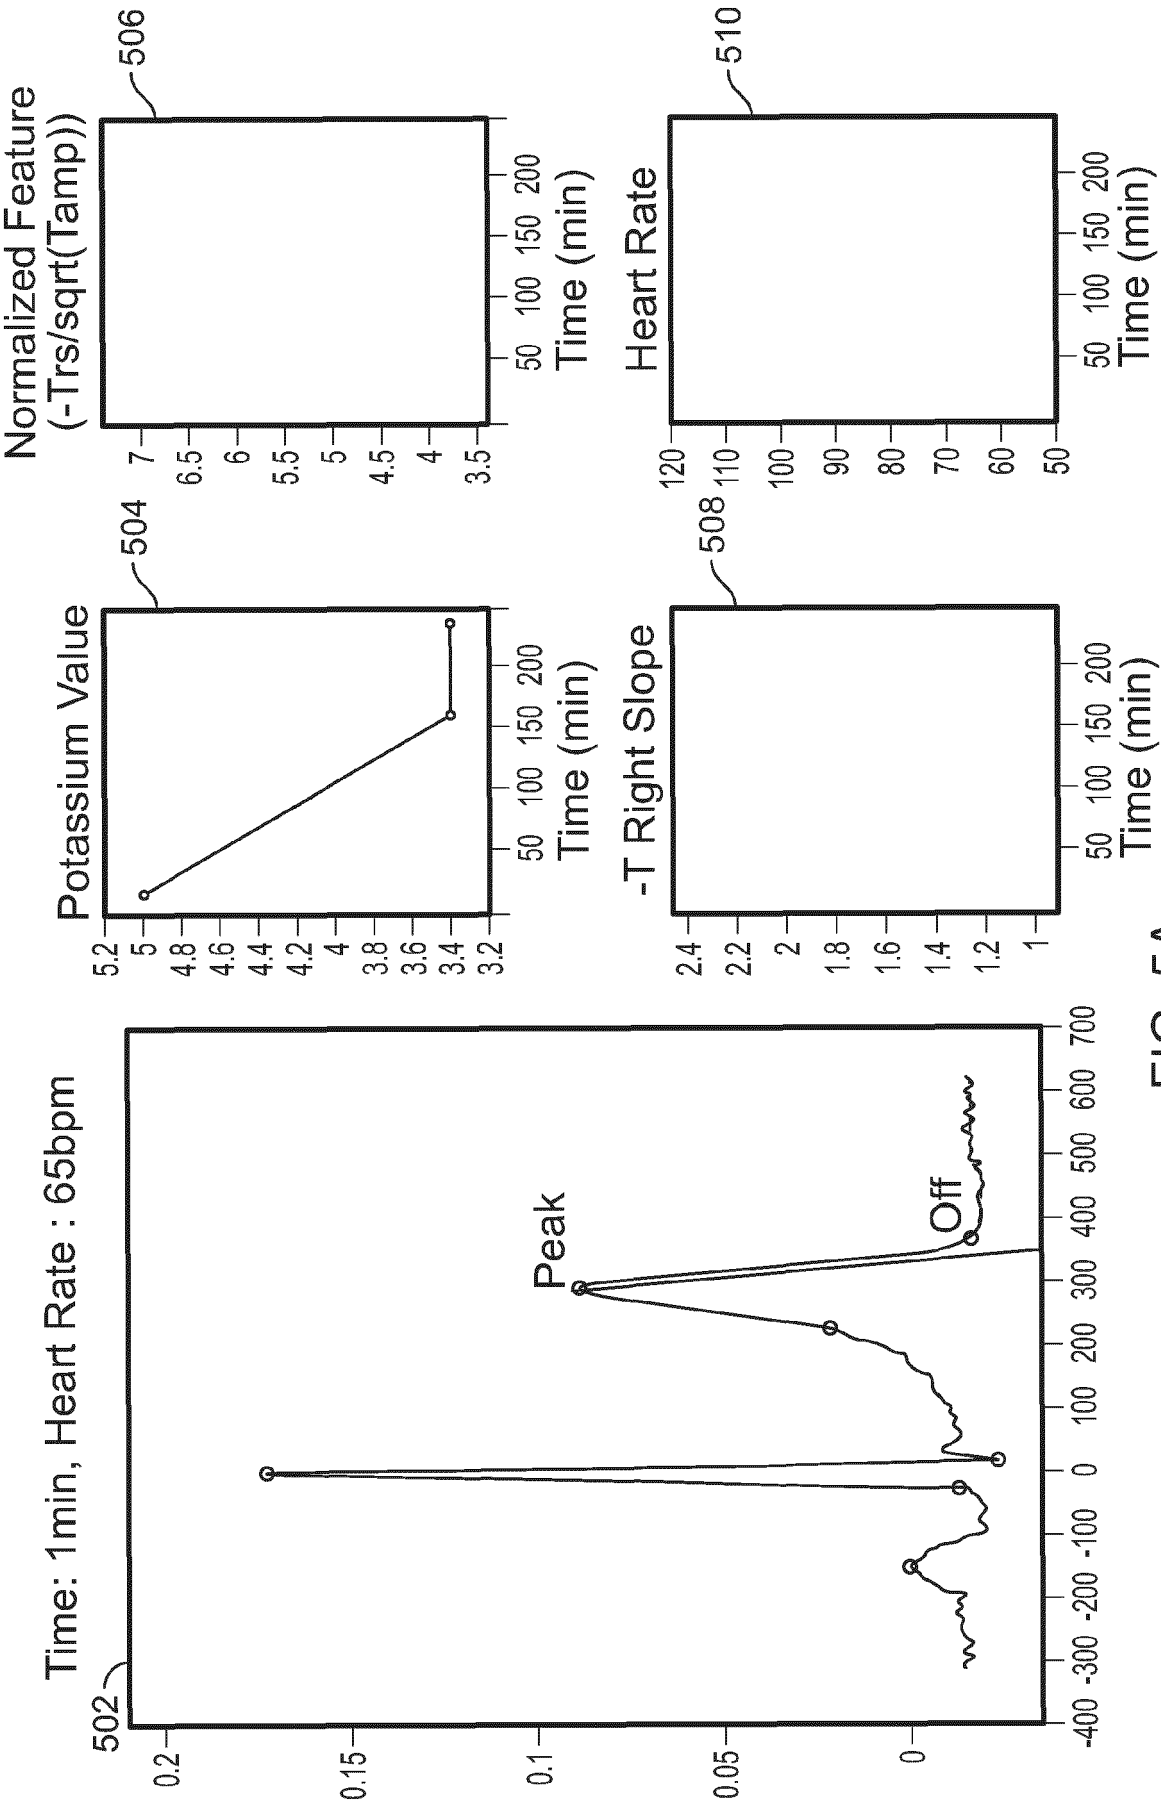 Time: 1min, Heart Rate : 65bpm
502
0.2
0.15
0.1
0.05
0
-400 -300 -200 -100 0 100 200 300 400 500 600 700
Peak
Off
Potassium Value
504
5.2
5
4.8
4.6
4.4
4.2
4
3.8
3.6
3.4
3.2
50 100 150 200
Time (min)
Normalized Feature
(-Trs/sqrt(Tamp))
506
7
6.5
6
5.5
5
4.5
4
3.5
50 100 150 200
Time (min)
-T Right Slope
508
2.4
2.2
2
1.8
1.6
1.4
1.2
1
50 100 150 200
Time (min)
Heart Rate
510
120
110
100
90
80
70
60
50
50 100 150 200
Time (min)